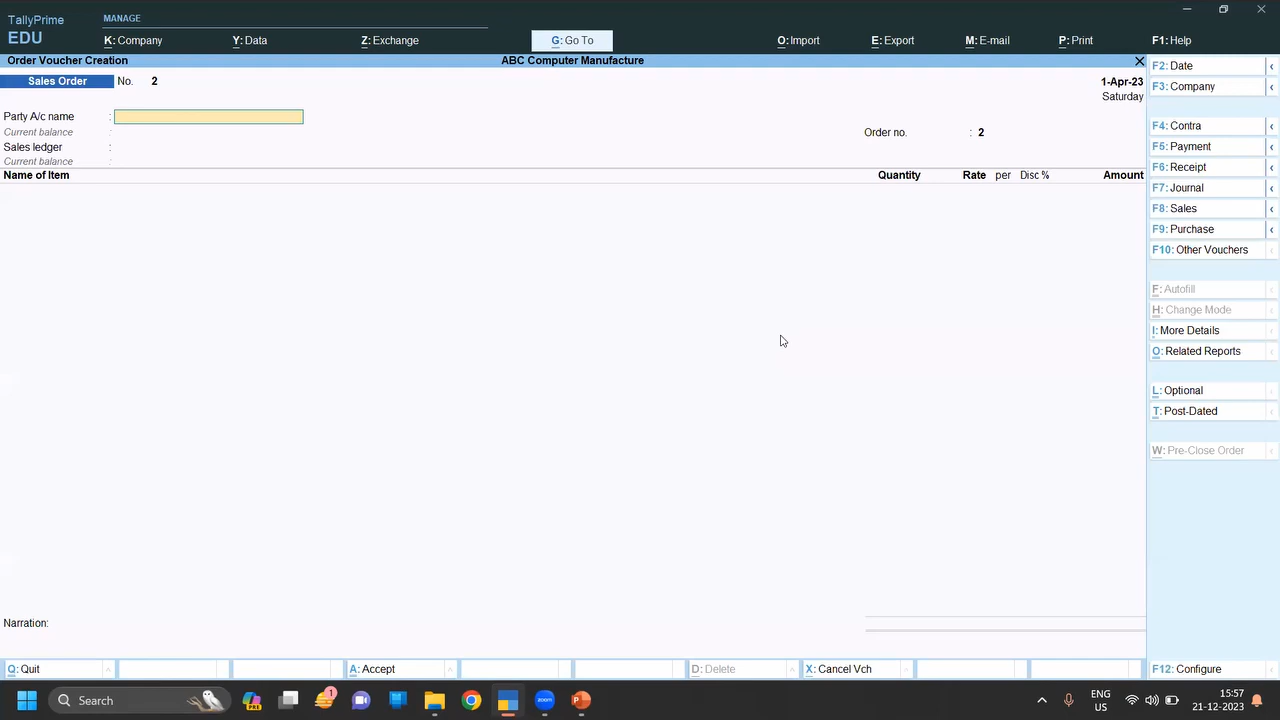 TallyPrime
EDU
MANAGE
K: Company
Y: Data
Z: Exchange
G: Go To
O: Import
E: Export
M: E-mail
P: Print
F1: Help
Order Voucher Creation
ABC Computer Manufacture
Sales Order No. 2
1-Apr-23
Saturday
Party A/c name :
Current balance :
Order no. : 2
Sales ledger :
Current balance :
Name of Item Quantity Rate per Disc % Amount
F2: Date
F3: Company
F4: Contra
F5: Payment
F6: Receipt
F7: Journal
F8: Sales
F9: Purchase
F10: Other Vouchers
F: Autofill
H: Change Mode
I: More Details
O: Related Reports
L: Optional
T: Post-Dated
W: Pre-Close Order
Narration:
Q: Quit
A: Accept
D: Delete
X: Cancel Vch
F12: Configure
Search
PRE
1
zoom
P
ENG
US
15:57
21-12-2023